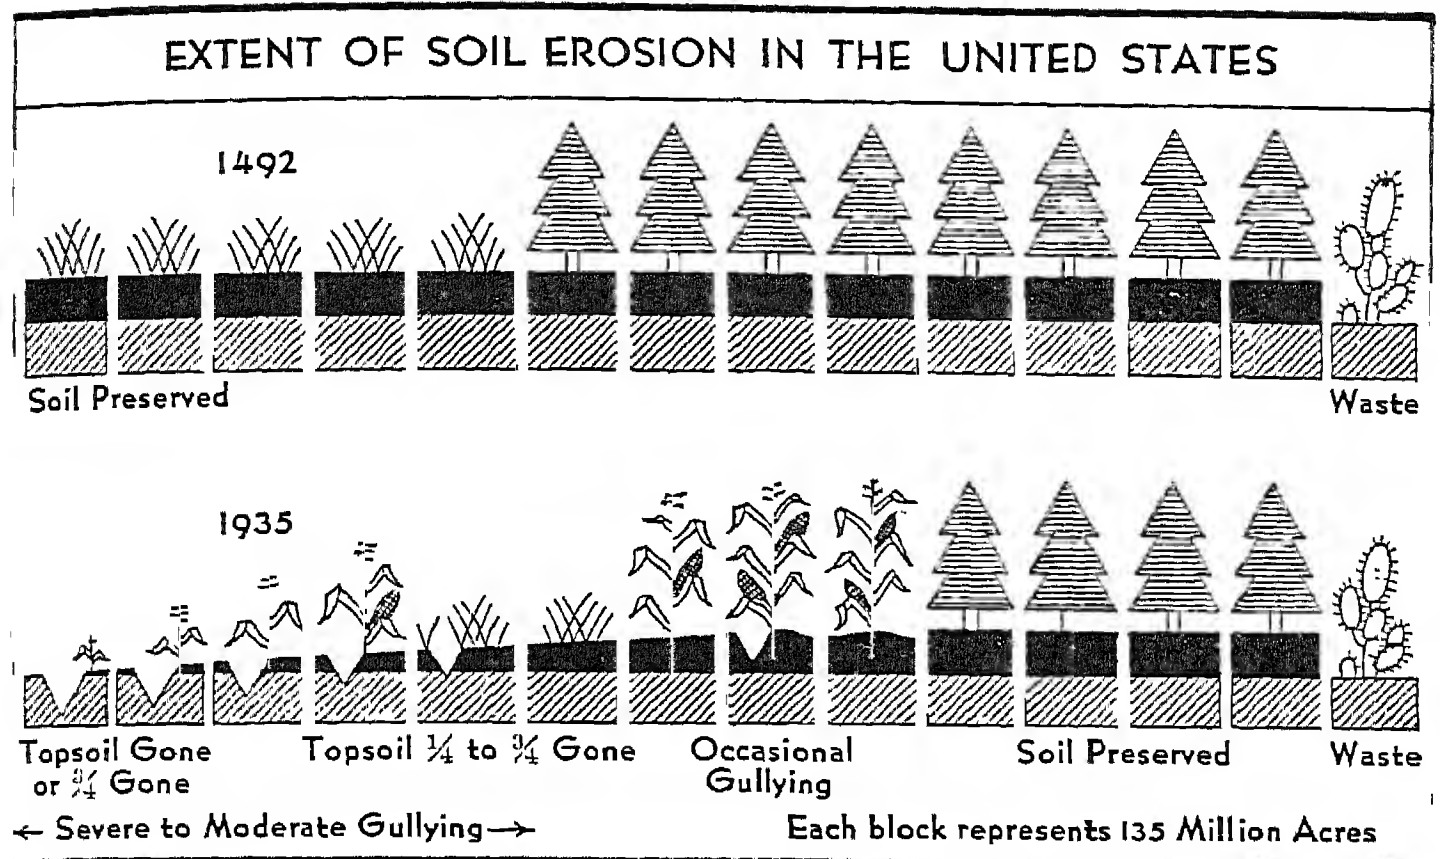 EXTENT OF SOIL EROSION IN THE UNITED STATES
1492
Soil Preserved
Waste
1935
Topsoil Gone
or ¾ Gone
Topsoil ¼ to ¾ Gone
Occasional
Gullying
Soil Preserved
Waste
← Severe to Moderate Gullying →
Each block represents 135 Million Acres